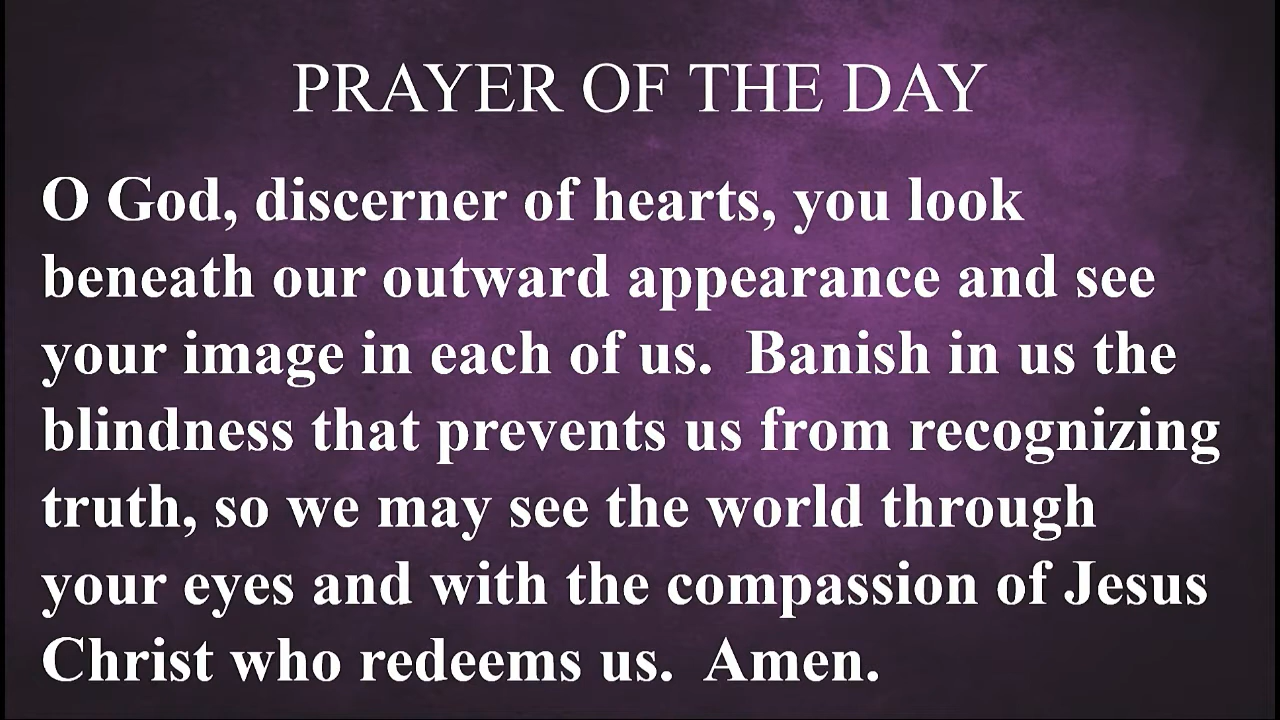 PRAYER OF THE DAY
O God, discerner of hearts, you look
beneath our outward appearance and see
your image in each of us.  Banish in us the
blindness that prevents us from recognizing
truth, so we may see the world through
your eyes and with the compassion of Jesus
Christ who redeems us.  Amen.